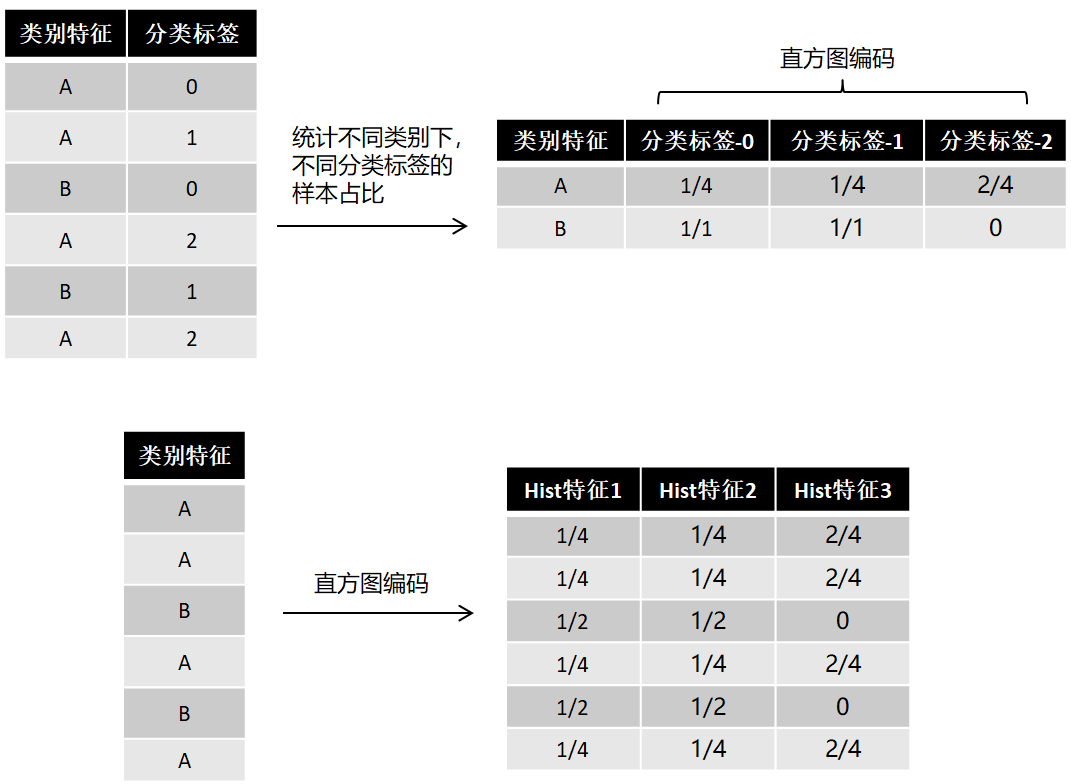 类别特征 分类标签
A 0
A 1
B 0
A 2
B 1
A 2
统计不同类别下，
不同分类标签的
样本占比
直方图编码
类别特征 分类标签-0 分类标签-1 分类标签-2
A 1/4 1/4 2/4
B 1/1 1/1 0
类别特征
A
A
B
A
B
A
直方图编码
Hist特征1 Hist特征2 Hist特征3
1/4 1/4 2/4
1/4 1/4 2/4
1/2 1/2 0
1/4 1/4 2/4
1/2 1/2 0
1/4 1/4 2/4